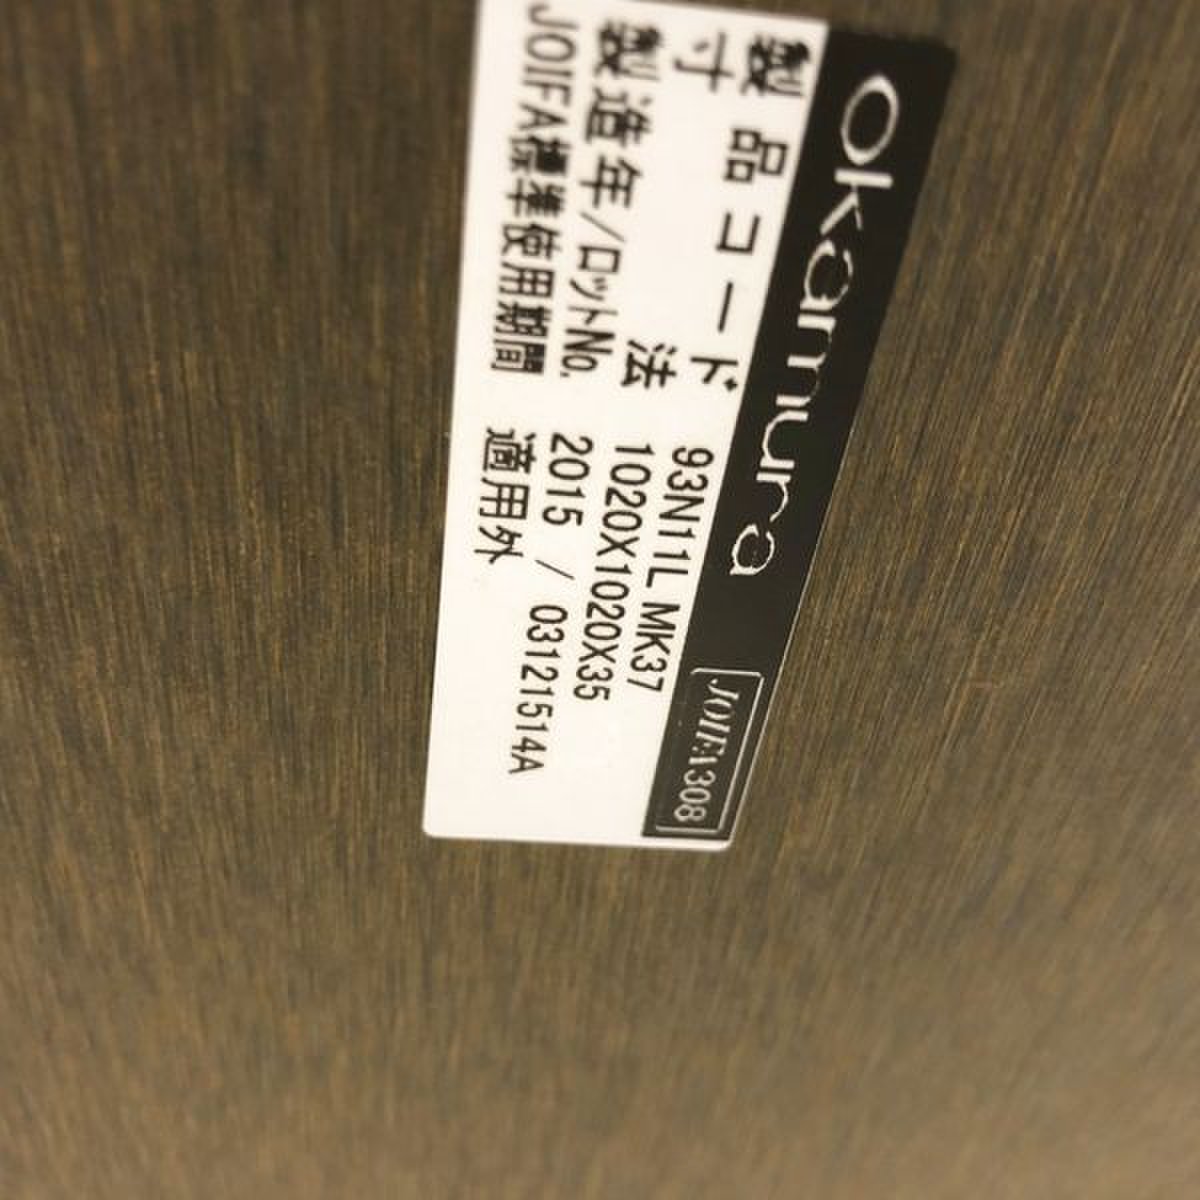 Okamura JOIFA308
製品コード 93N11L MK37
寸法 1020X1020X35
製造年/ロットNo. 2015 / 03121514A
JOIFA標準使用期間 適用外